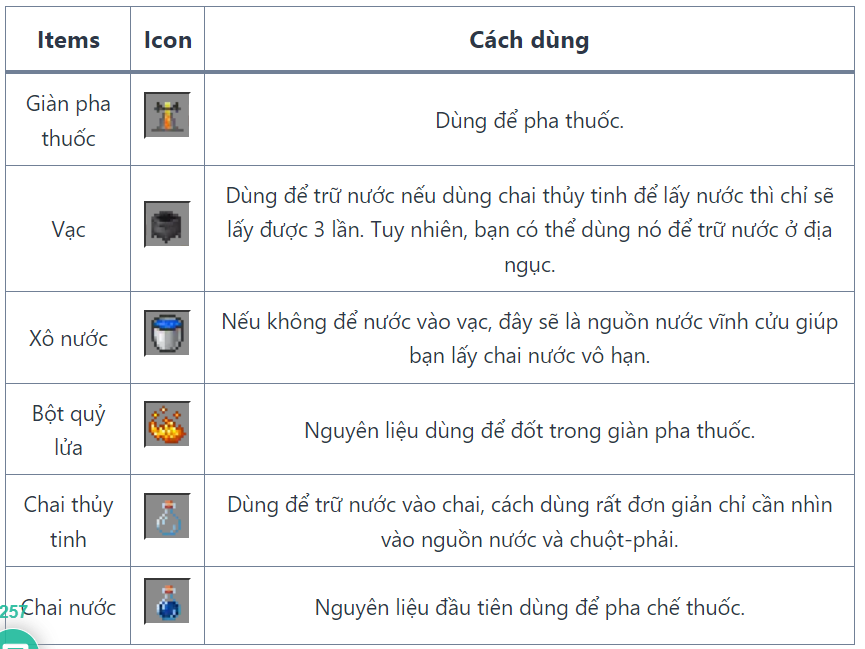 Items Icon Cách dùng
Giàn pha
thuốc
Dùng để pha thuốc.
Vạc
Dùng để trữ nước nếu dùng chai thủy tinh để lấy nước thì chỉ sẽ
lấy được 3 lần. Tuy nhiên, bạn có thể dùng nó để trữ nước ở địa
ngục.
Xô nước
Nếu không để nước vào vạc, đây sẽ là nguồn nước vĩnh cửu giúp
bạn lấy chai nước vô hạn.
Bột quỷ
lửa
Nguyên liệu dùng để đốt trong giàn pha thuốc.
Chai thủy
tinh
Dùng để trữ nước vào chai, cách dùng rất đơn giản chỉ cần nhìn
vào nguồn nước và chuột-phải.
257
Chai nước
Nguyên liệu đầu tiên dùng để pha chế thuốc.